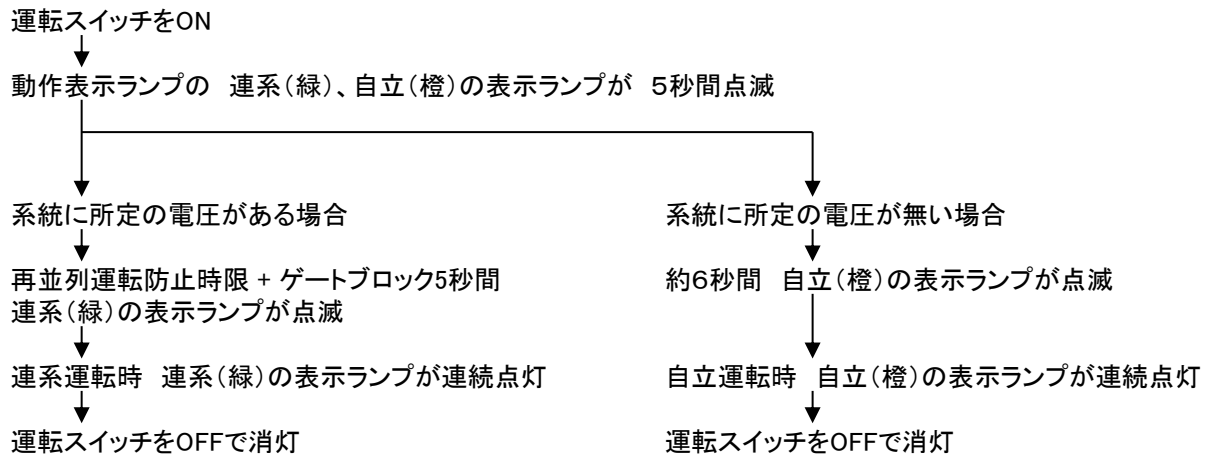 運転スイッチをON
動作表示ランプの　連系（緑）、自立（橙）の表示ランプが　５秒間点滅
系統に所定の電圧がある場合
再並列運転防止時限 + ゲートブロック5秒間
連系（緑）の表示ランプが点滅
連系運転時　連系（緑）の表示ランプが連続点灯
運転スイッチをOFFで消灯
系統に所定の電圧が無い場合
約６秒間　自立（橙）の表示ランプが点滅
自立運転時　自立（橙）の表示ランプが連続点灯
運転スイッチをOFFで消灯